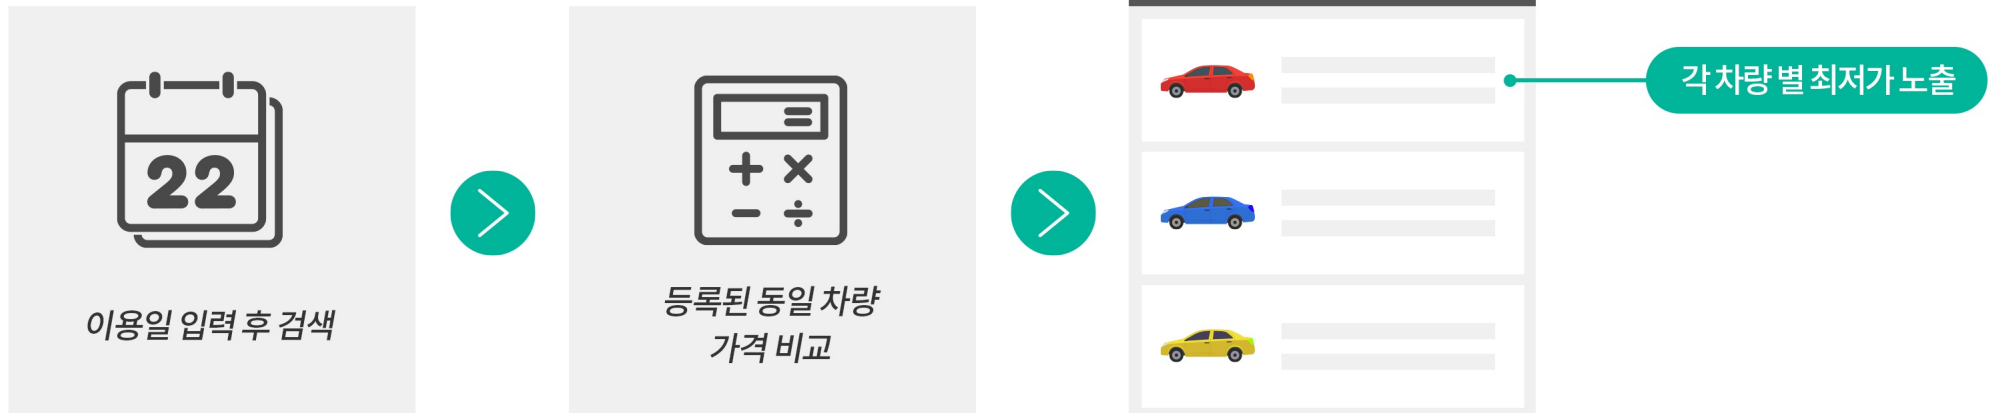 22
이용일 입력 후 검색
등록된 동일 차량
가격 비교
각 차량 별 최저가 노출